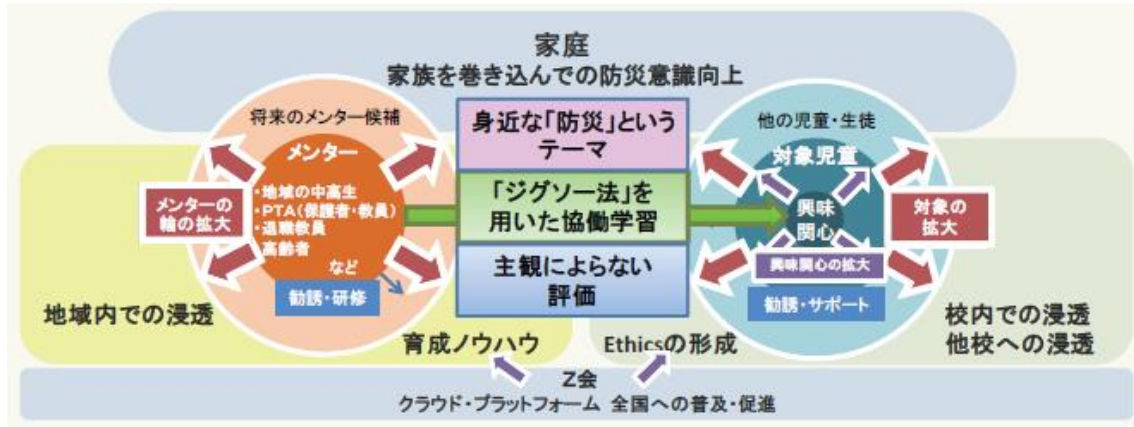 家庭
家族を巻き込んでの防災意識向上
将来のメンター候補
メンター
・地域の中高生
・PTA(保護者・教員)
・退職教員
・高齢者
など
メンターの
輪の拡大
勧誘・研修
地域内での浸透
育成ノウハウ
身近な「防災」という
テーマ
「ジグソー法」を
用いた協働学習
主観によらない
評価
他の児童・生徒
対象児童
興味
関心
興味関心の拡大
勧誘・サポート
対象の
拡大
Ethicsの形成
校内での浸透
他校への浸透
Z会
クラウド・プラットフォーム 全国への普及・促進